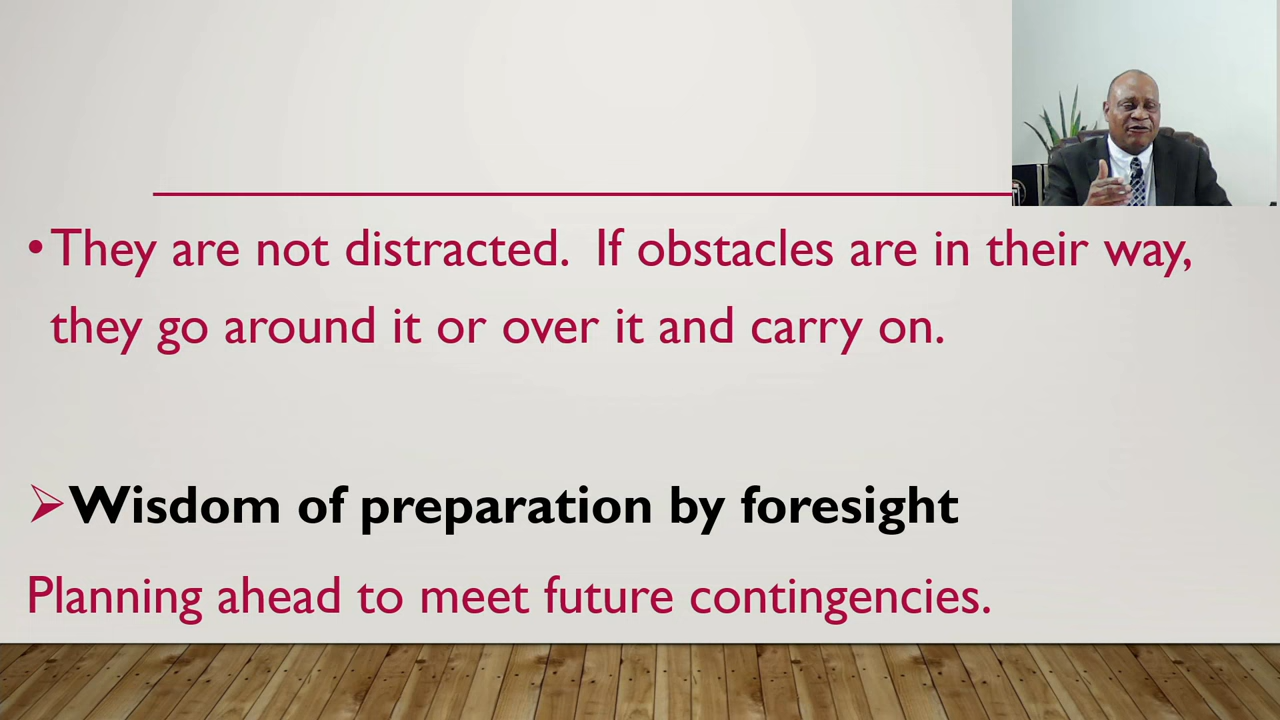 •They are not distracted.  If obstacles are in their way,
they go around it or over it and carry on.
➢Wisdom of preparation by foresight
Planning ahead to meet future contingencies.